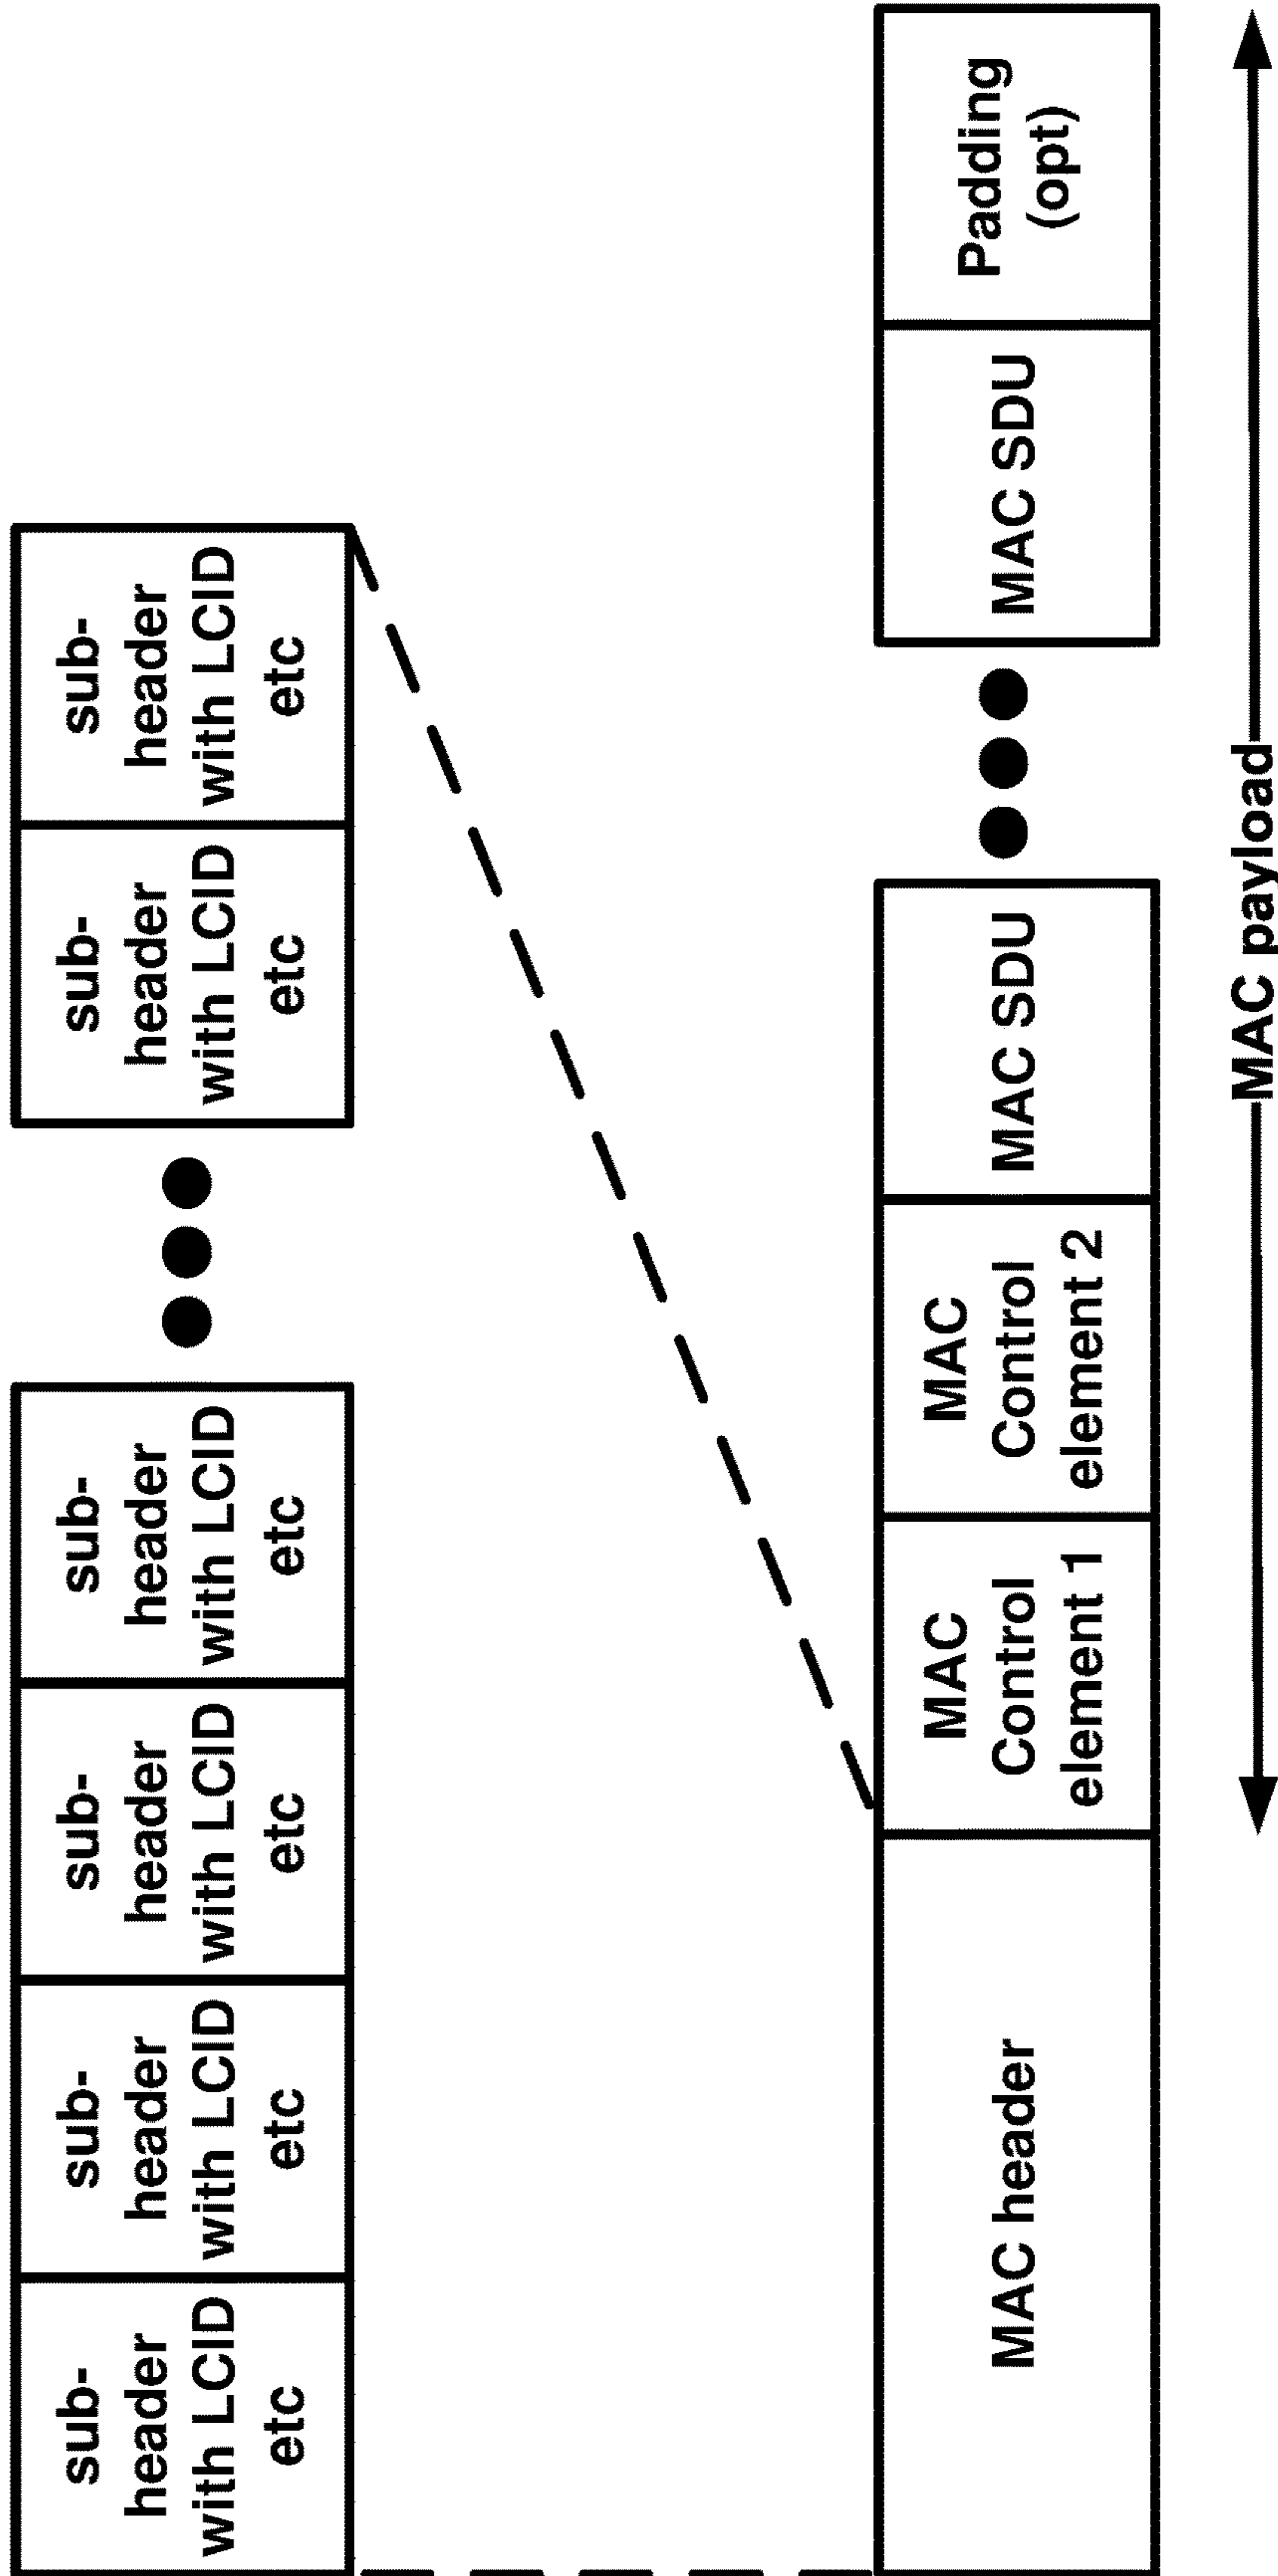 sub-
header
with LCID
etc
sub-
header
with LCID
etc
sub-
header
with LCID
etc
sub-
header
with LCID
etc
sub-
header
with LCID
etc
sub-
header
with LCID
etc
MAC header
MAC
Control
element 1
MAC
Control
element 2
MAC SDU
MAC SDU
Padding
(opt)
MAC payload